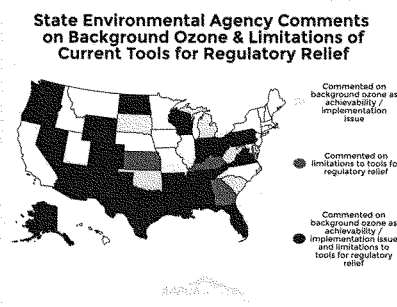 State Environmental Agency Comments
on Background Ozone & Limitations of
Current Tools for Regulatory Relief
Commented on
background ozone as
achievability /
implementation
issue
Commented on
limitations to tools for
regulatory relief
Commented on
background ozone as
achievability /
implementation issue
and limitations to
tools for regulatory
relief